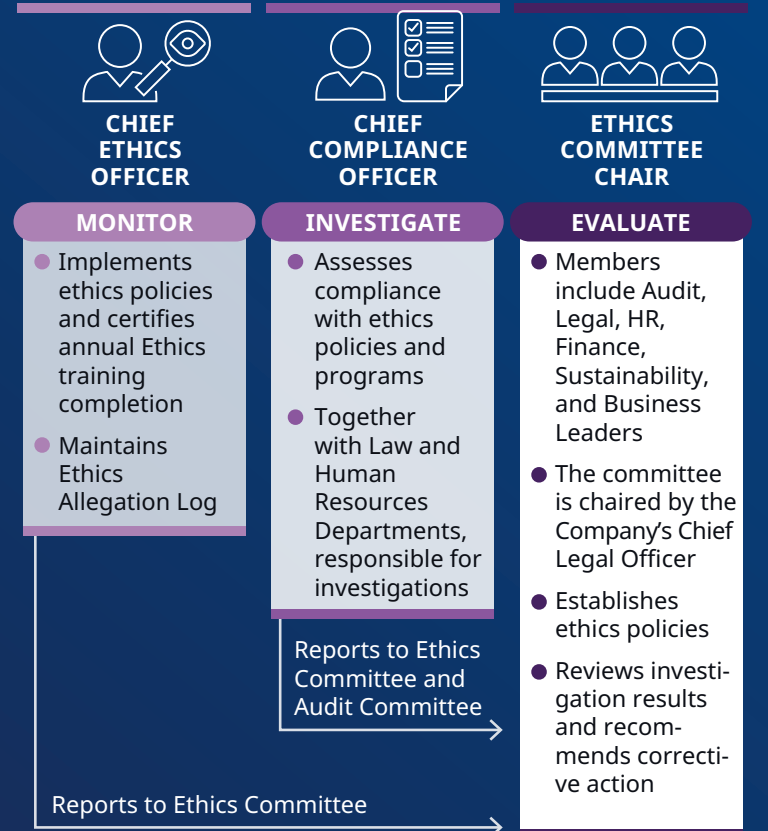 CHIEF
ETHICS
OFFICER
MONITOR
Implements
ethics policies
and certifies
annual Ethics
training
completion
Maintains
Ethics
Allegation Log
Reports to Ethics Committee
CHIEF
COMPLIANCE
OFFICER
INVESTIGATE
Assesses
compliance
with ethics
policies and
programs
Together
with Law and
Human
Resources
Departments,
responsible for
investigations
Reports to Ethics
Committee and
Audit Committee
ETHICS
COMMITTEE
CHAIR
EVALUATE
Members
include Audit,
Legal, HR,
Finance,
Sustainability,
and Business
Leaders
The committee
is chaired by the
Company’s Chief
Legal Officer
Establishes
ethics policies
Reviews investi-
gation results
and recom-
mends correcti-
ve action